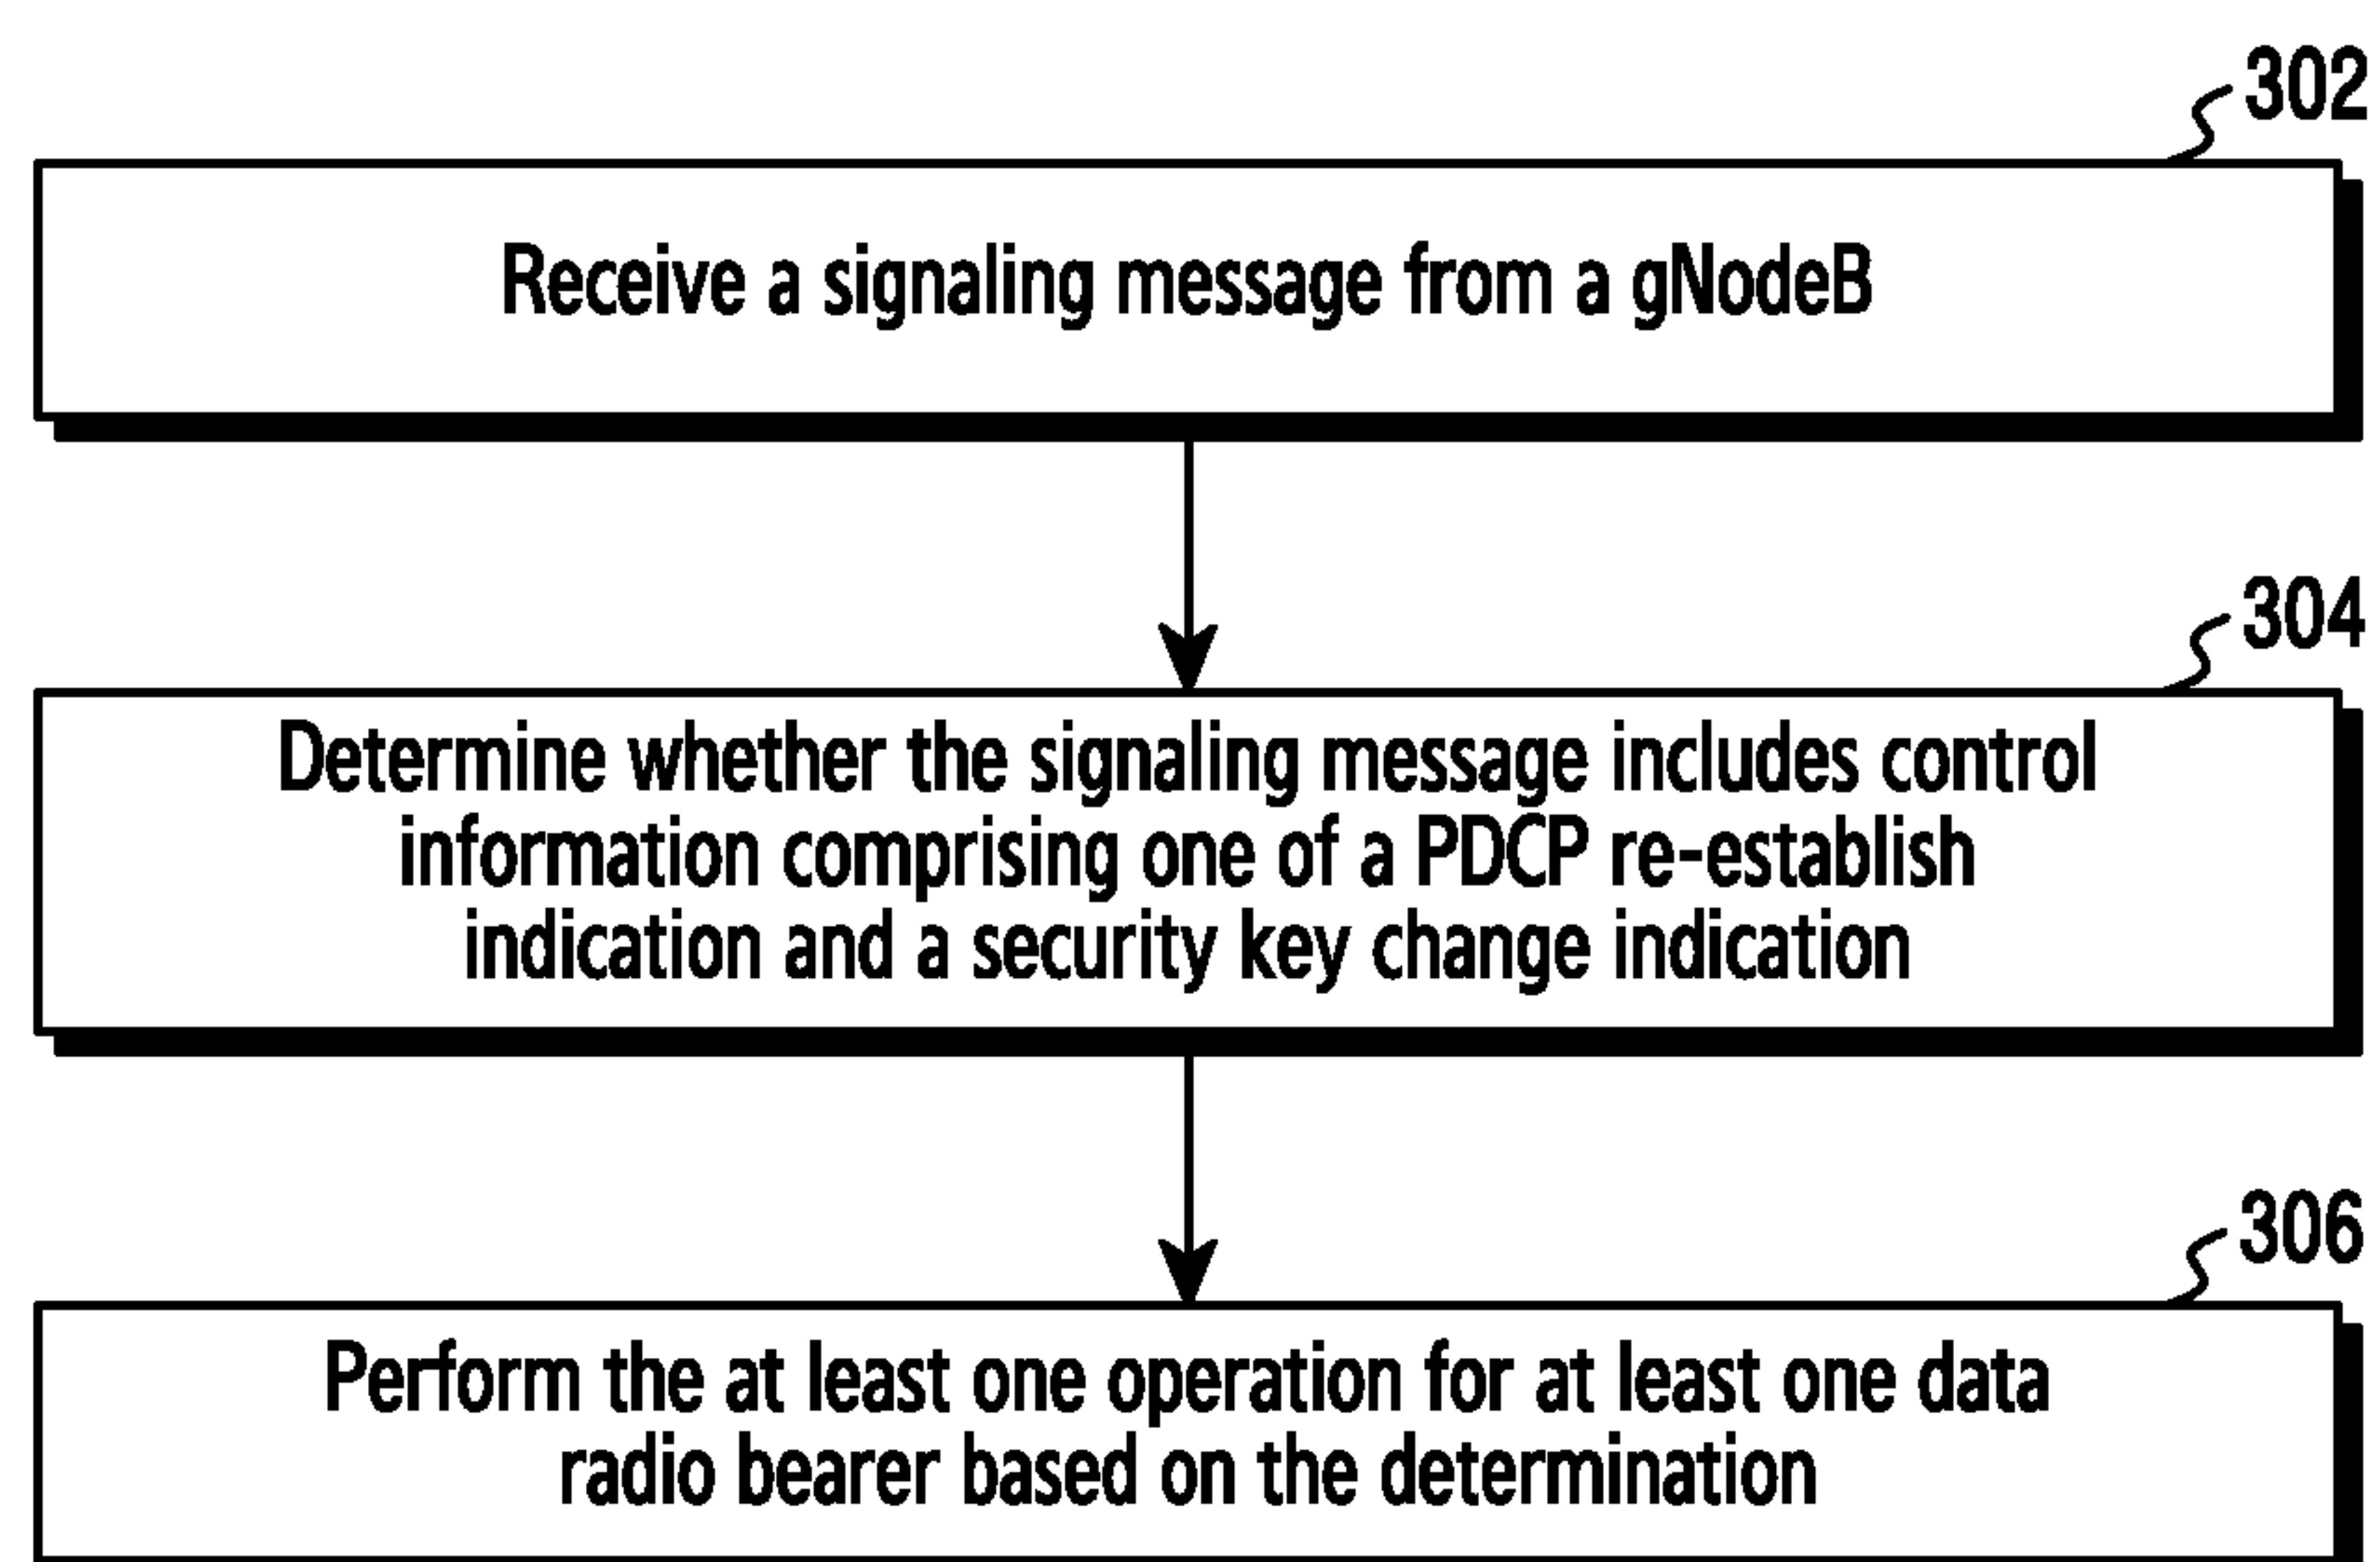 302
Receive a signaling message from a gNodeB
304
Determine whether the signaling message includes control
information comprising one of a PDCP re-establish
indication and a security key change indication
306
Perform the at least one operation for at least one data
radio bearer based on the determination